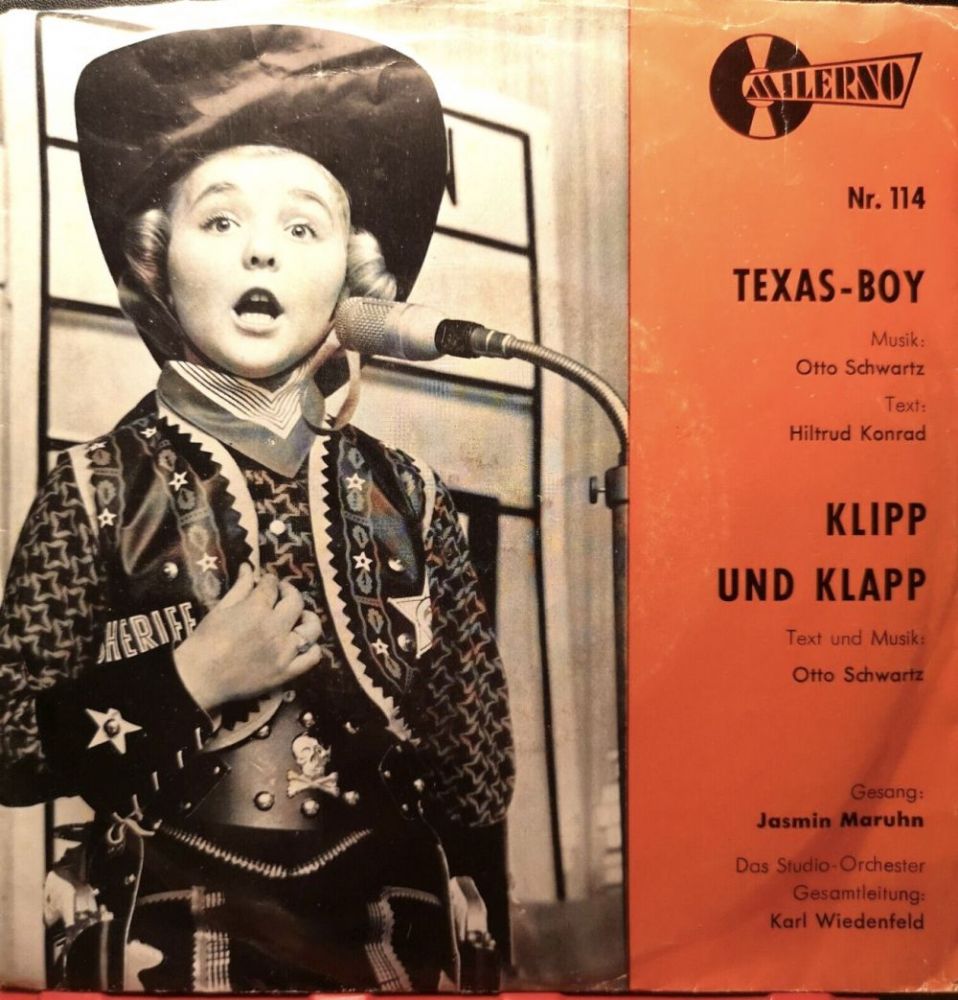 MILERNO
Nr. 114
TEXAS-BOY
Musik:
Otto Schwartz
Text:
Hiltrud Konrad
KLIPP
UND KLAPP
Text und Musik:
Otto Schwartz
Gesang:
Jasmin Maruhn
Das Studio-Orchester
Gesamtleitung:
Karl Wiedenfeld
SHERIFF